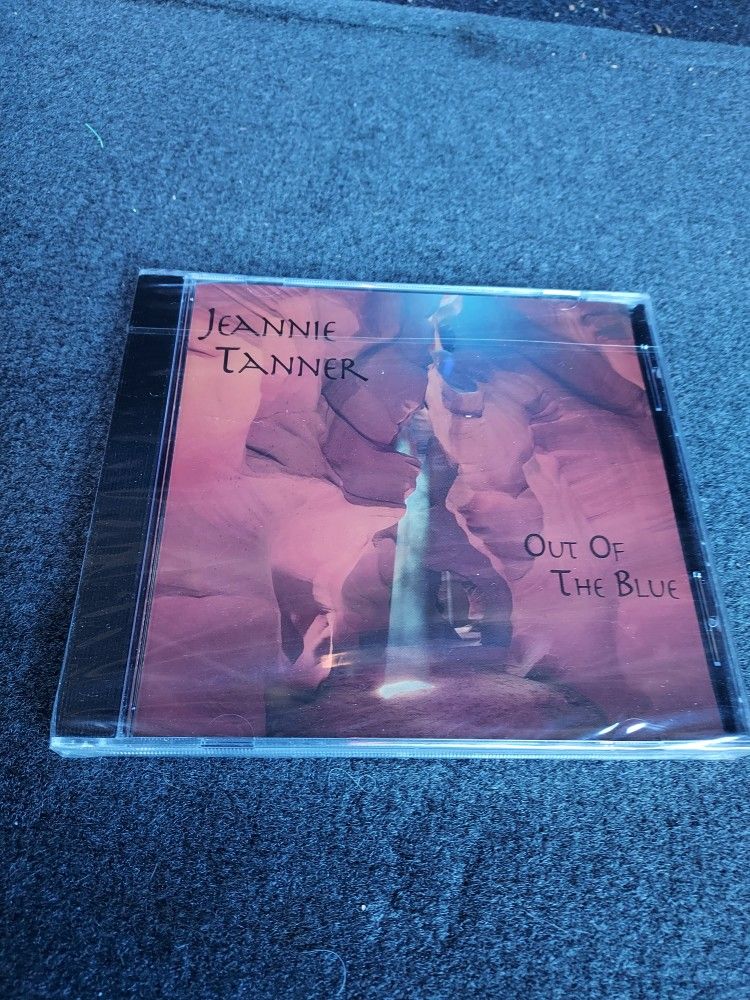 JEANNIE
TANNER
OUT OF
THE BLUE